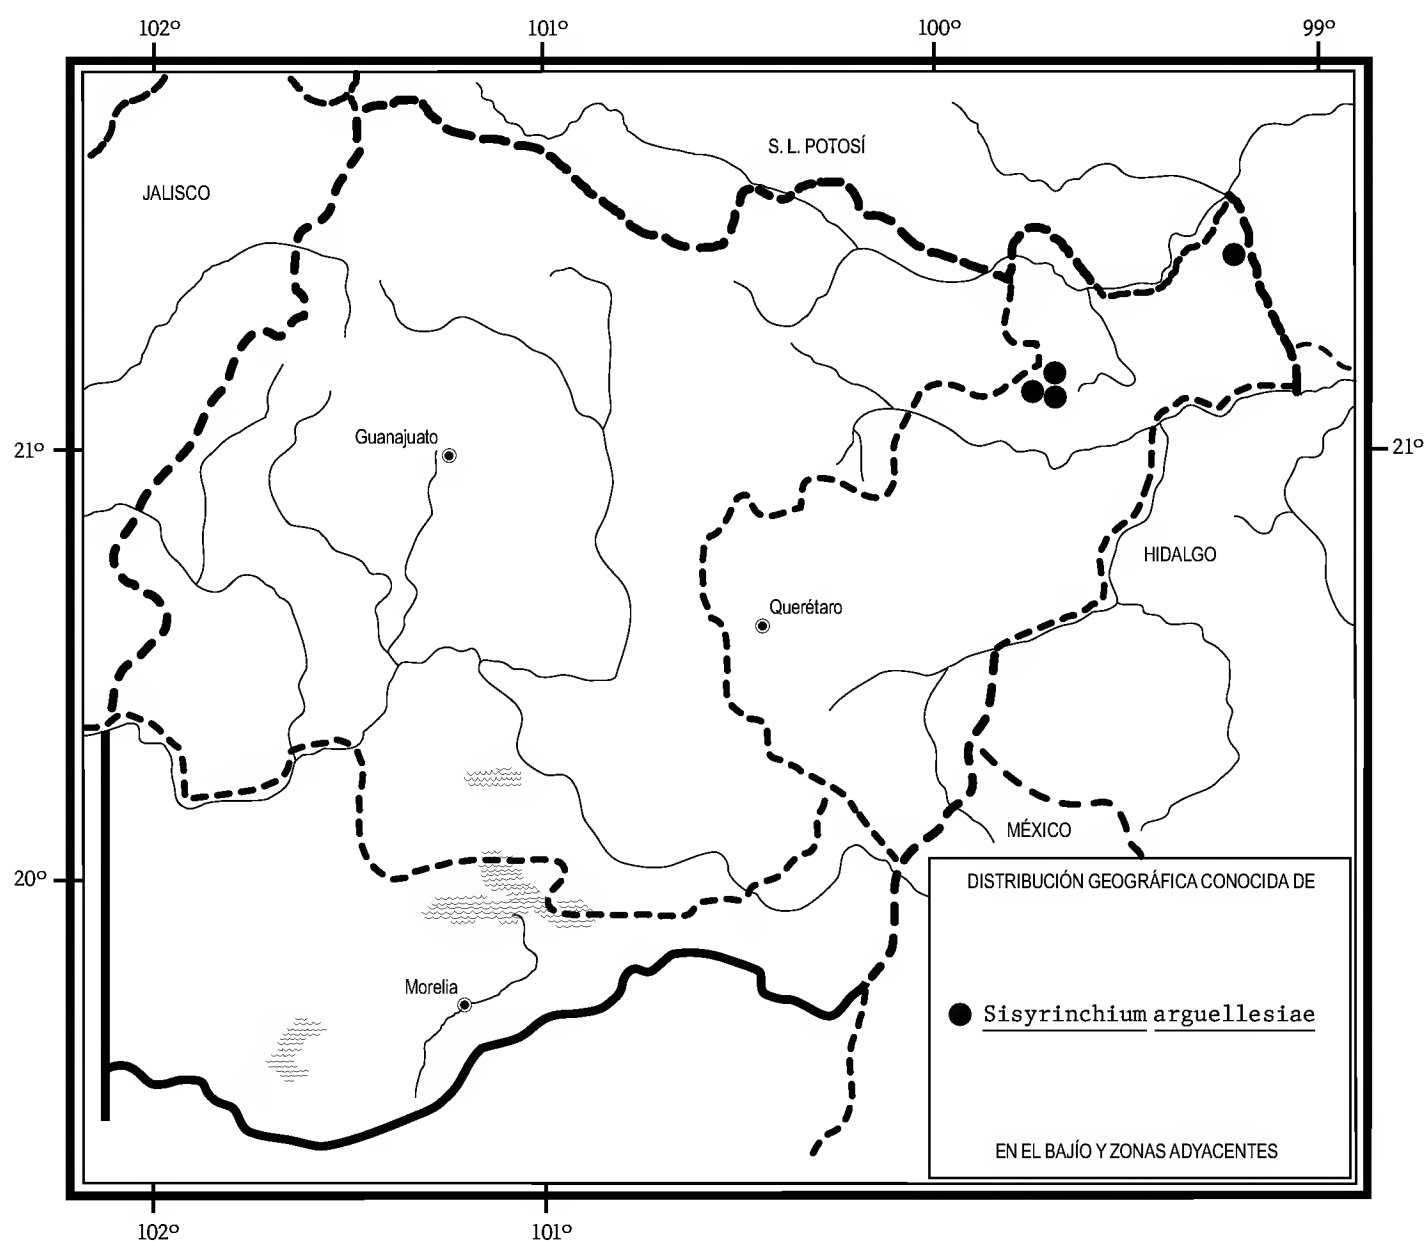 102º 101º 100º 99º
S. L. POTOSÍ
JALISCO
Guanajuato
21º 21º
HIDALGO
Querétaro
MÉXICO
20º
DISTRIBUCIÓN GEOGRÁFICA CONOCIDA DE
Morelia
Sisyrinchium arguellesiae
EN EL BAJÍO Y ZONAS ADYACENTES
102º 101º